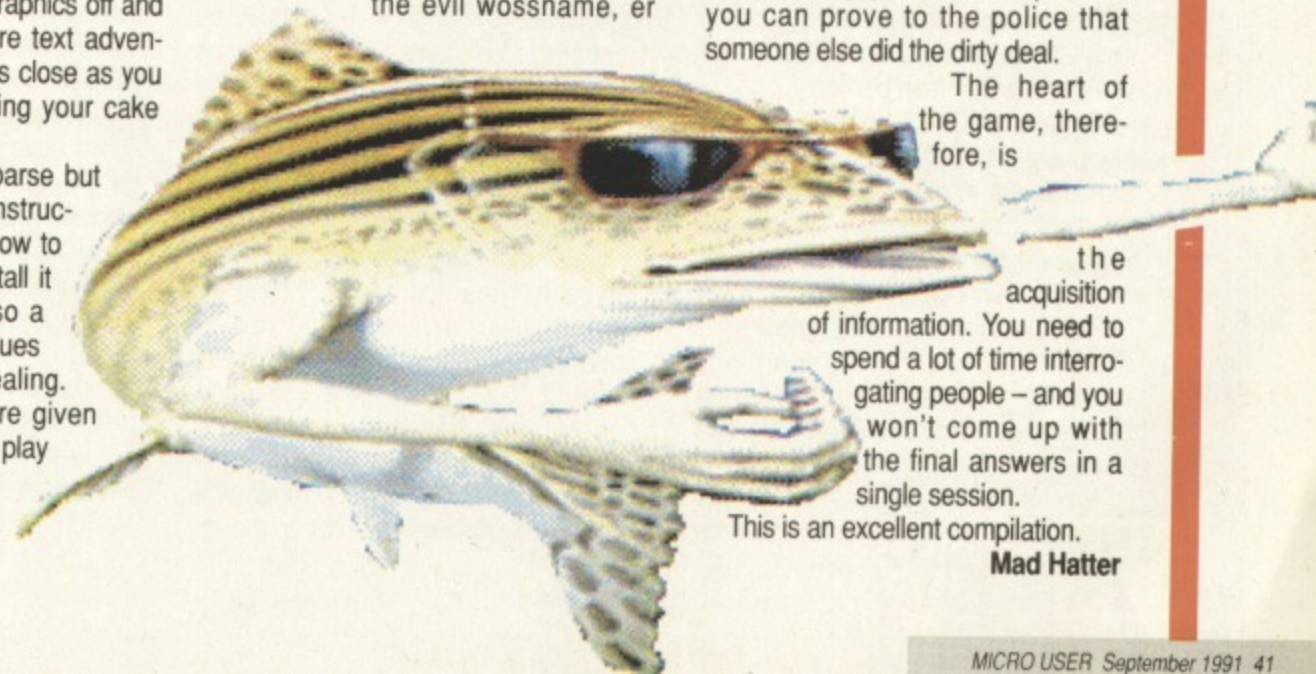 raphics off and
re text adven-
s close as you
ing your cake
parse but
nstruc-
ow to
tall it
so a
ues
ealing.
re given
play
the evil wossname, er
you can prove to the police that
someone else did the dirty deal.
The heart of
the game, there-
fore, is
the
acquisition
of information. You need to
spend a lot of time interro-
gating people – and you
won't come up with
the final answers in a
single session.
This is an excellent compilation.
Mad Hatter
MICRO USER September 1991 41